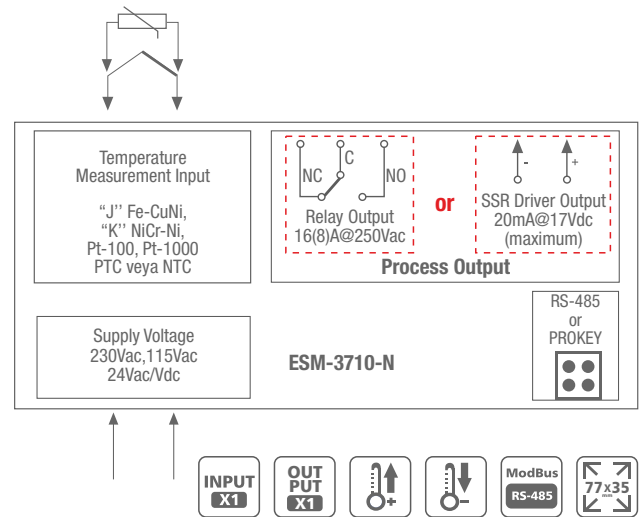 Temperature
Measurement Input
“J’’ Fe-CuNi,
“K’’ NiCr-Ni,
Pt-100, Pt-1000
PTC veya NTC
NC
C
NO
Relay Output
16(8)A@250Vac
or
- +
SSR Driver Output
20mA@17Vdc
(maximum)
Process Output
Supply Voltage
230Vac,115Vac
24Vac/Vdc
ESM-3710-N
RS-485
or
PROKEY
INPUT
X1
OUT
PUT
X1
+
-
ModBus
RS-485
77x35
mm